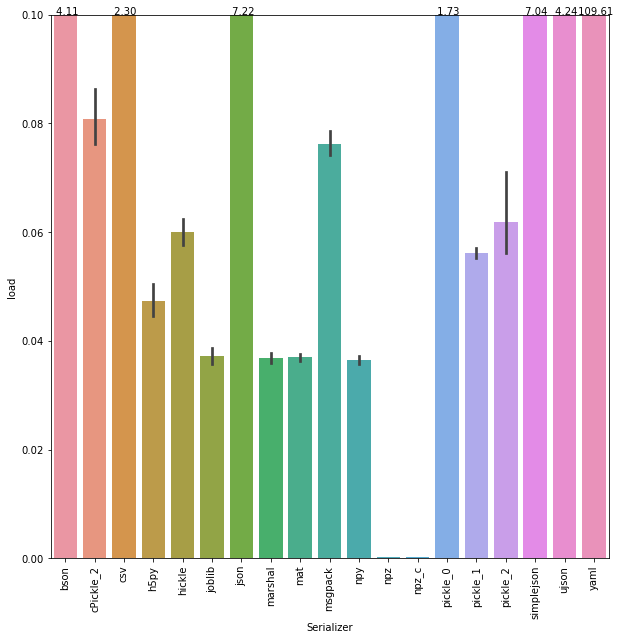 4.11 2.30 7.22 1.73 7.04 4.24 109.61
0.10
0.08
0.06
0.04
0.02
0.00
load
bson
cPickle_2
csv
h5py
hickle
joblib
json
marshal
mat
msgpack
npy
npz
npz_c
pickle_0
pickle_1
pickle_2
simplejson
ujson
yaml
Serializer